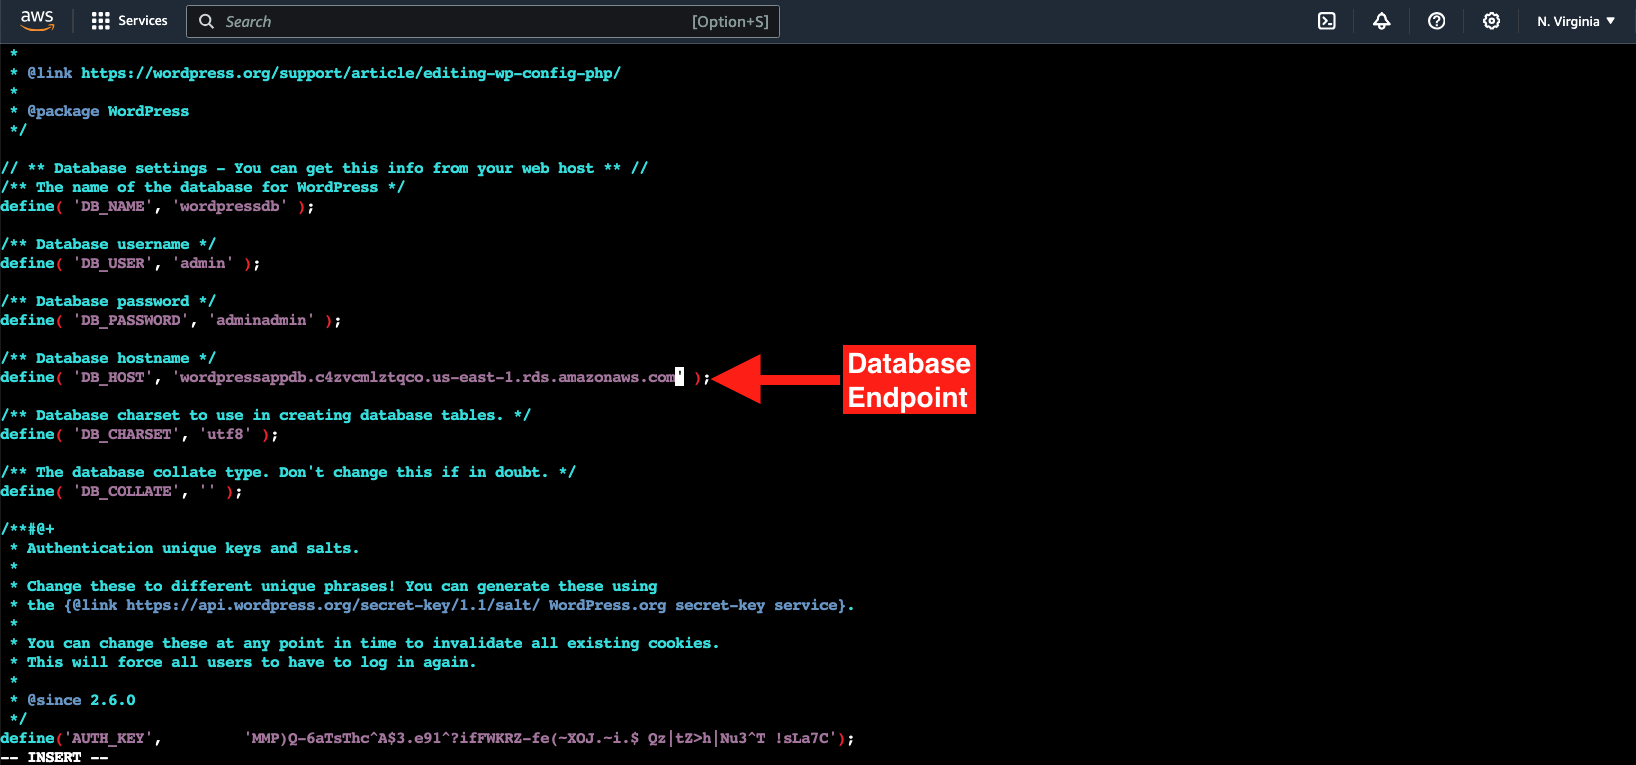 aws
Services
Search
[Option+S]
N. Virginia
*
* @link https://wordpress.org/support/article/editing-wp-config-php/
*
* @package WordPress
*/
// ** Database settings - You can get this info from your web host ** //
/** The name of the database for WordPress */
define( 'DB_NAME', 'wordpressdb' );
/** Database username */
define( 'DB_USER', 'admin' );
/** Database password */
define( 'DB_PASSWORD', 'adminadmin' );
/** Database hostname */
define( 'DB_HOST', 'wordpressappdb.c4zvcmlztqco.us-east-1.rds.amazonaws.com' );
Database
Endpoint
/** Database charset to use in creating database tables. */
define( 'DB_CHARSET', 'utf8' );
/** The database collate type. Don't change this if in doubt. */
define( 'DB_COLLATE', '' );
/**#@+
* Authentication unique keys and salts.
*
* Change these to different unique phrases! You can generate these using
* the {@link https://api.wordpress.org/secret-key/1.1/salt/ WordPress.org secret-key service}.
*
* You can change these at any point in time to invalidate all existing cookies.
* This will force all users to have to log in again.
*
* @since 2.6.0
*/
define('AUTH_KEY',         'MMP)Q-6aTsThc^A$3.e91^?ifFWKRZ-fe(~XOJ.~i.$ Qz|tZ>h|Nu3^T !sLa7C');
-- INSERT --